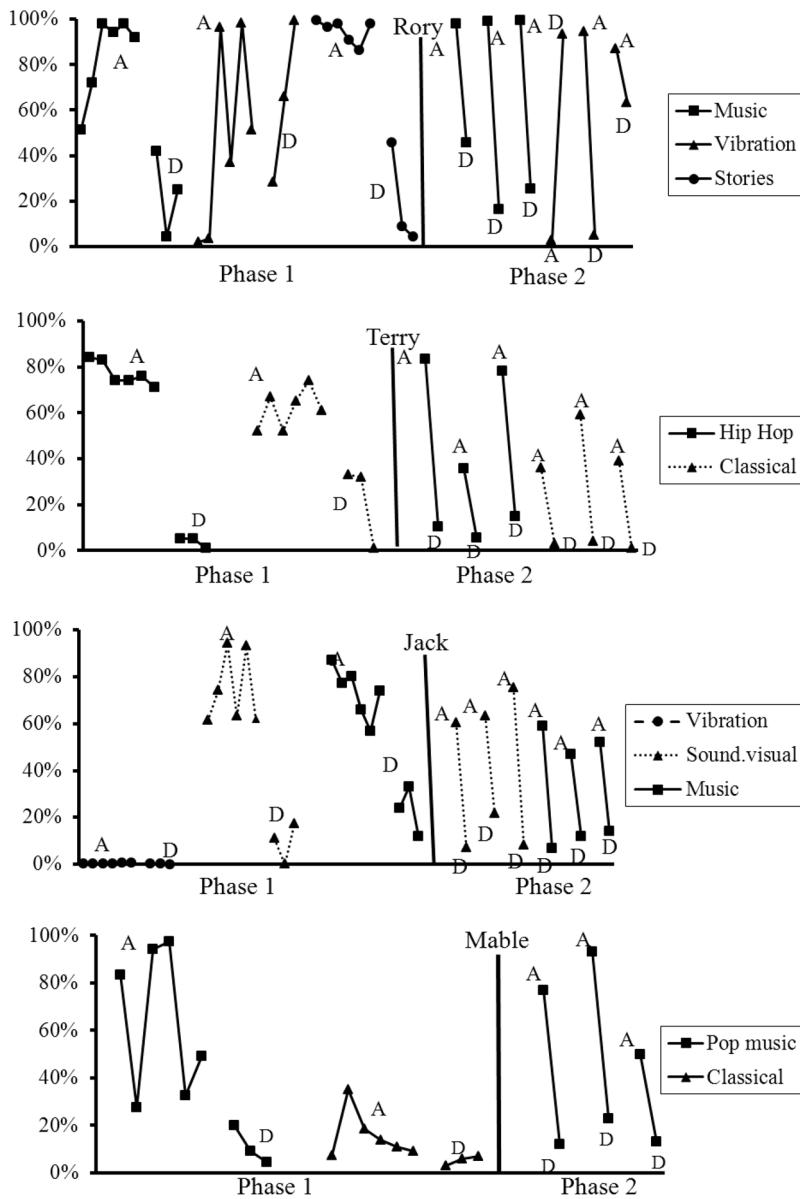 100%
80%
60%
40%
20%
0%
A
D
A
D
A
D
Rory
A
D
A
D
A
D
D
A
A
D
A
D
Music
Vibration
Stories
Phase 1
Phase 2
100%
80%
60%
40%
20%
0%
A
D
A
D
Terry
A
D
A
D
A
D
A
D
A
D
A
D
Hip Hop
Classical
Phase 1
Phase 2
100%
80%
60%
40%
20%
0%
A
D
A
D
A
D
Jack
A
D
A
D
A
D
A
D
A
D
A
D
Vibration
Sound.visual
Music
Phase 1
Phase 2
100%
80%
60%
40%
20%
0%
A
D
A
D
Mable
A
D
A
D
A
D
Pop music
Classical
Phase 1
Phase 2